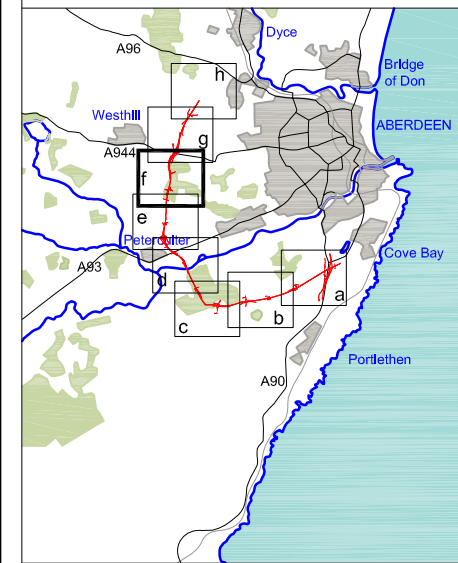 Dyce
A96
Bridge
of Don
h
Westhill
ABERDEEN
g
A944
f
e
Peterculter
Cove Bay
A93
d
a
c
b
Portlethen
A90